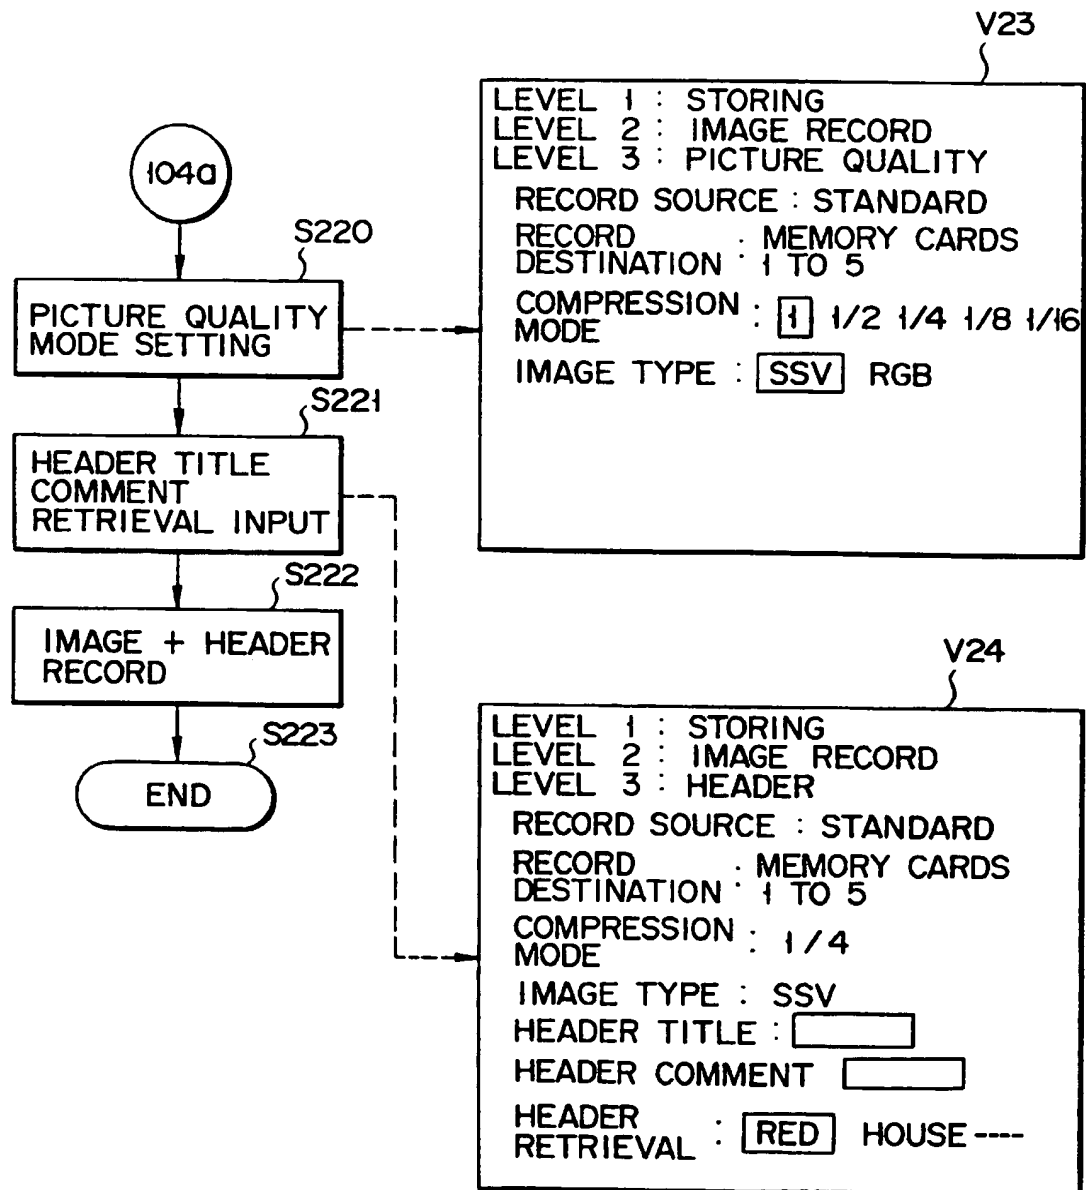 V23
LEVEL 1 : STORING
LEVEL 2 : IMAGE RECORD
LEVEL 3 : PICTURE QUALITY
RECORD SOURCE : STANDARD
RECORD DESTINATION : MEMORY CARDS 1 TO 5
COMPRESSION MODE : 1 1/2 1/4 1/8 1/16
IMAGE TYPE : SSV RGB
104a
S220
PICTURE QUALITY
MODE SETTING
S221
HEADER TITLE
COMMENT
RETRIEVAL INPUT
S222
IMAGE + HEADER
RECORD
S223
END
V24
LEVEL 1 : STORING
LEVEL 2 : IMAGE RECORD
LEVEL 3 : HEADER
RECORD SOURCE : STANDARD
RECORD DESTINATION : MEMORY CARDS 1 TO 5
COMPRESSION MODE : 1/4
IMAGE TYPE : SSV
HEADER TITLE :
HEADER COMMENT
HEADER RETRIEVAL : RED HOUSE ----